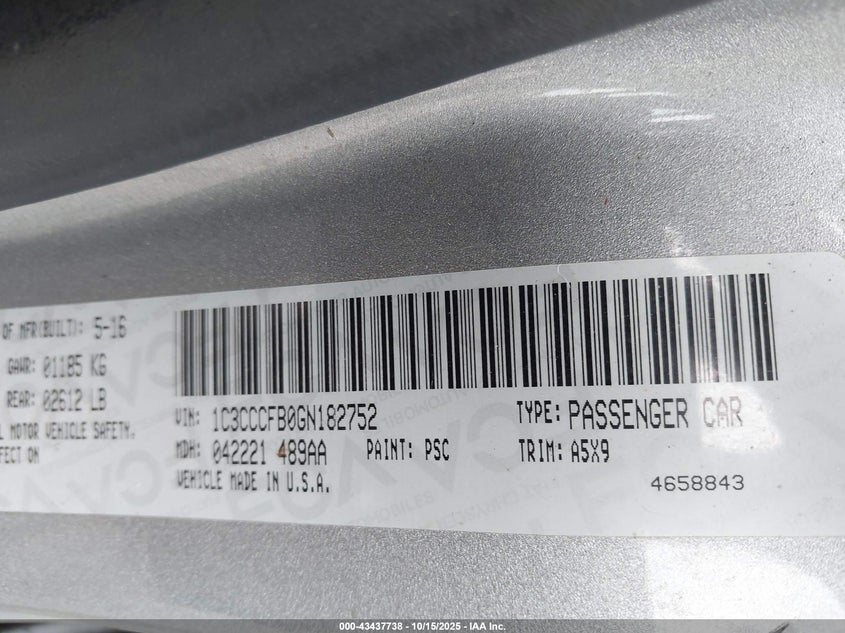 OF MFR(BUILT): 5-16
GAWR: 01185 KG
REAR: 02612 LB
MOTOR VEHICLE SAFETY.
ON
VIN: 1C3CCCFB0GN182752
TYPE: PASSENGER CAR
MDH: 042221 489AA
PAINT: PSC
TRIM: A5X9
VEHICLE MADE IN U.S.A.
4658843
000-43437738 - 10/15/2025 - IAA Inc.